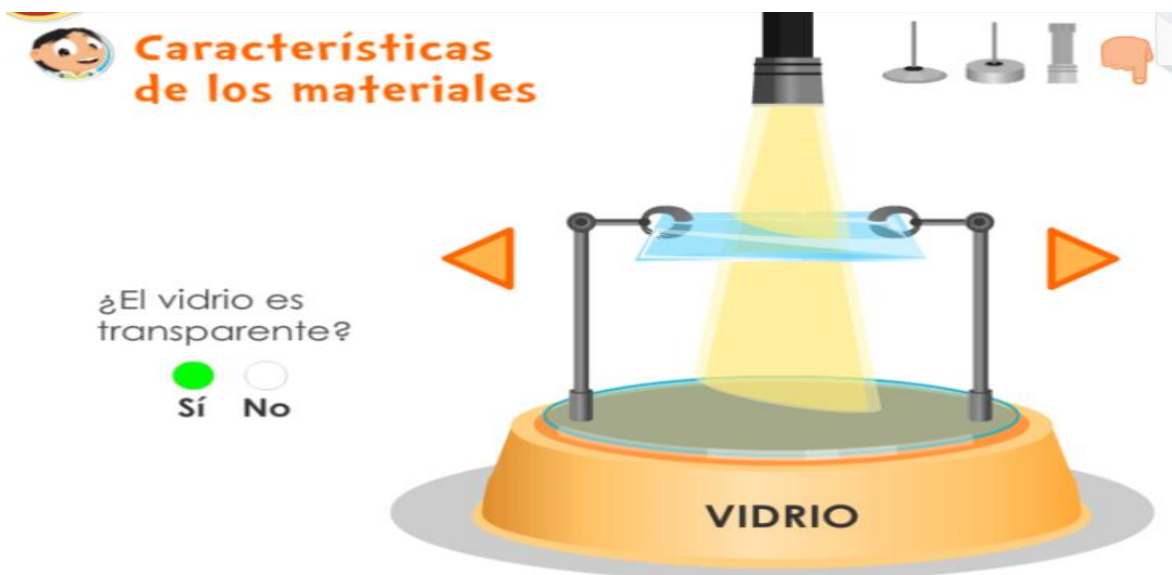 Características
de los materiales
¿El vidrio es
transparente?
Sí No
VIDRIO